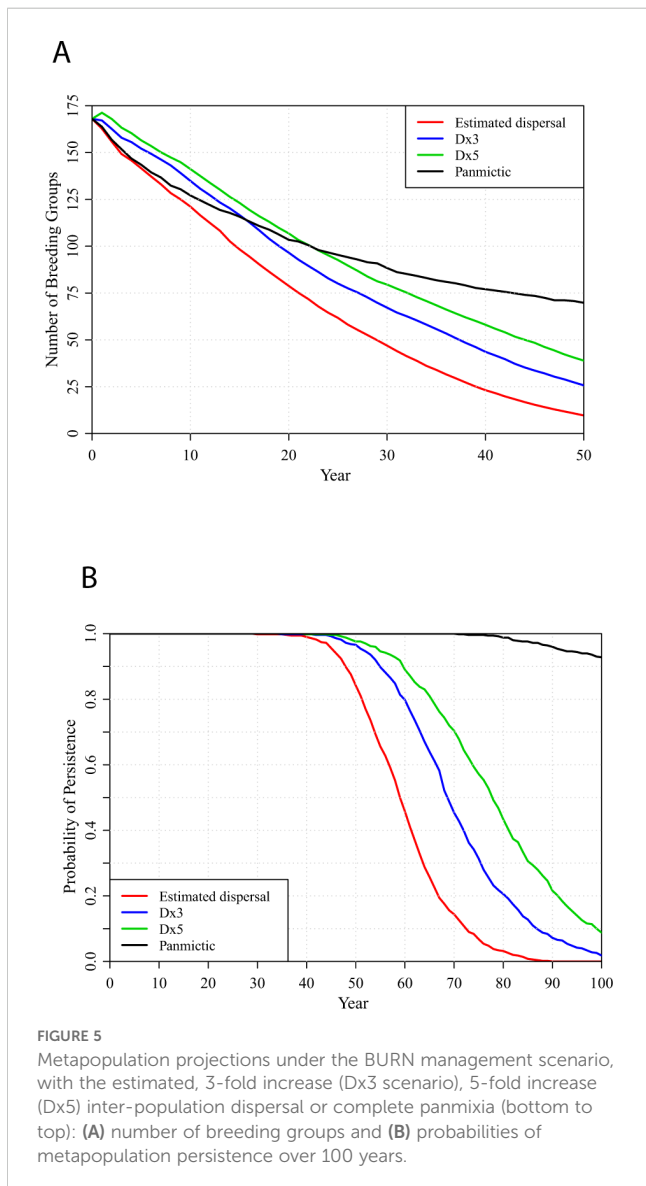 A
Number of Breeding Groups
175
150
125
100
75
50
25
0
Estimated dispersal
Dx3
Dx5
Panmictic
0 10 20 30 40 50
Year
B
Probability of Persistence
1.0
0.8
0.6
0.4
0.2
0.0
Estimated dispersal
Dx3
Dx5
Panmictic
0 10 20 30 40 50 60 70 80 90 100
Year
FIGURE 5
Metapopulation projections under the BURN management scenario,
with the estimated, 3-fold increase (Dx3 scenario), 5-fold increase
(Dx5) inter-population dispersal or complete panmixia (bottom to
top): (A) number of breeding groups and (B) probabilities of
metapopulation persistence over 100 years.